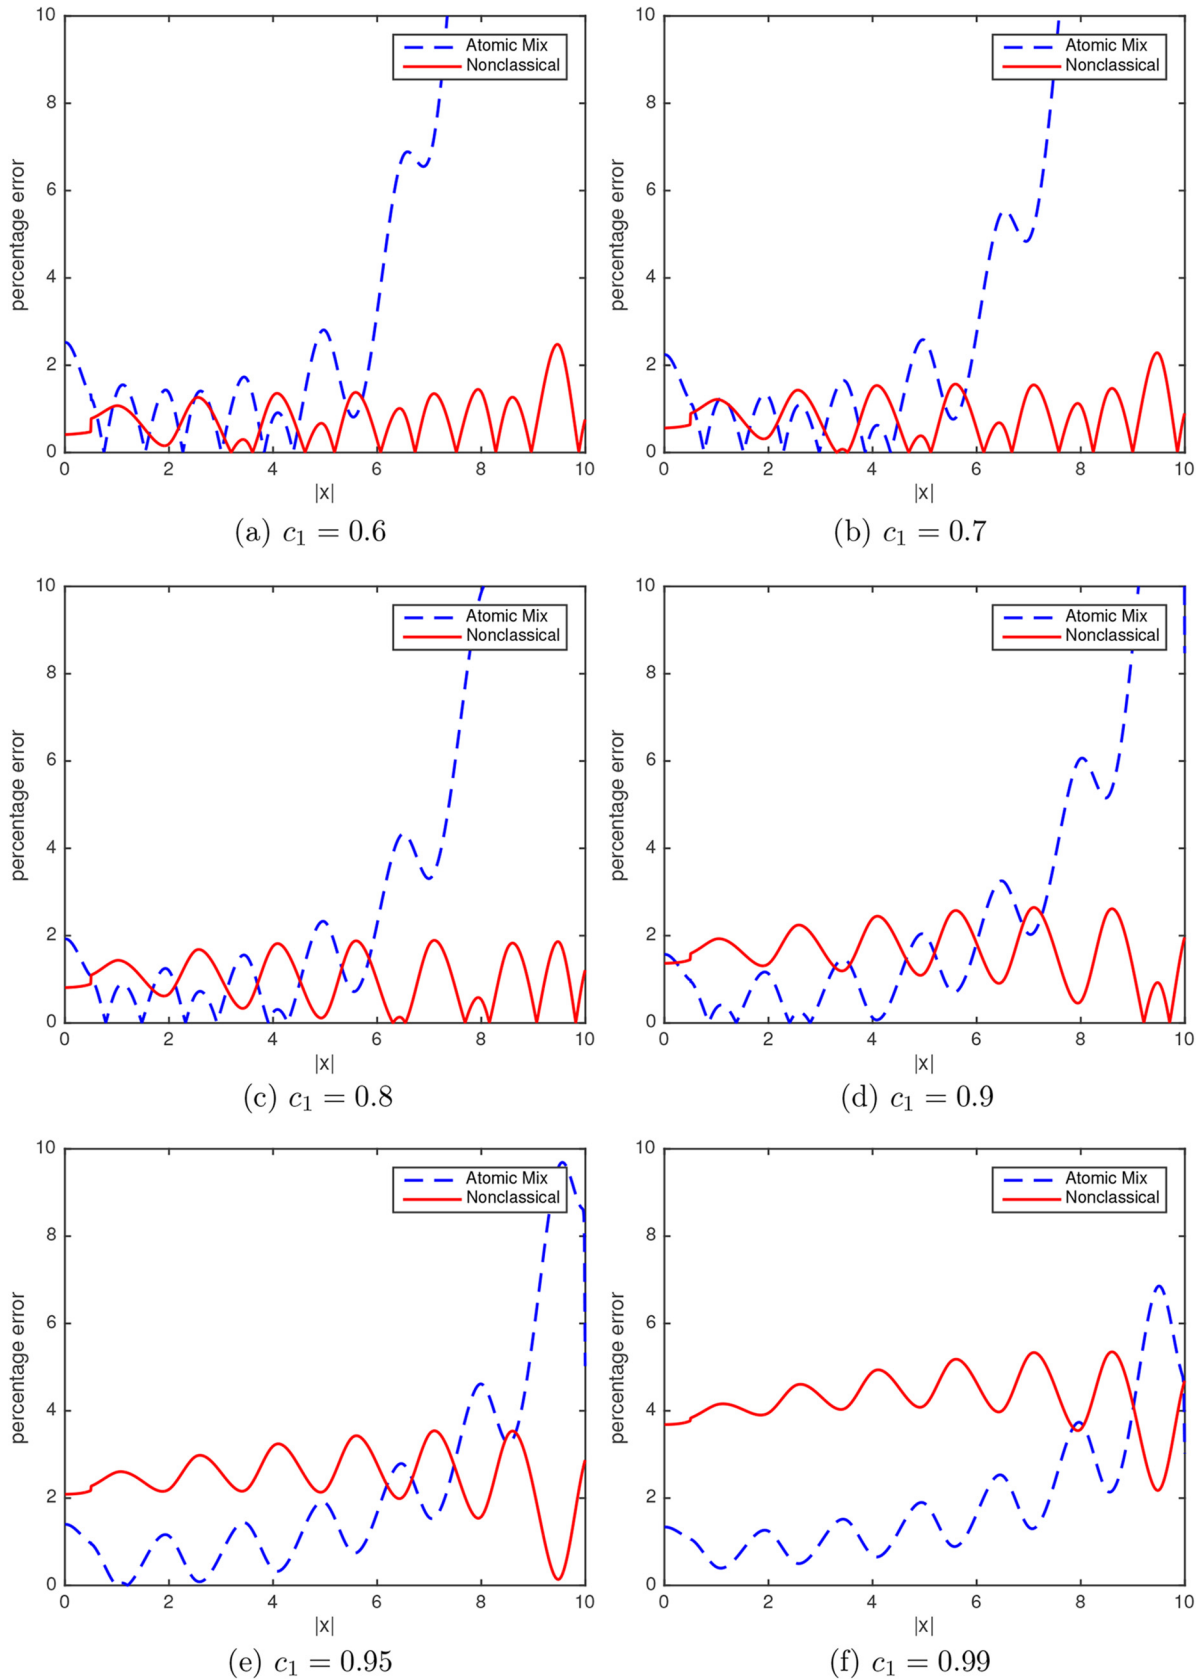 10
8
6
4
2
0
percentage error
Atomic Mix
Nonclassical
0 2 4 6 8 10
|x|
(a) c₁ = 0.6
10
8
6
4
2
0
percentage error
Atomic Mix
Nonclassical
0 2 4 6 8 10
|x|
(b) c₁ = 0.7
10
8
6
4
2
0
percentage error
Atomic Mix
Nonclassical
0 2 4 6 8 10
|x|
(c) c₁ = 0.8
10
8
6
4
2
0
percentage error
Atomic Mix
Nonclassical
0 2 4 6 8 10
|x|
(d) c₁ = 0.9
10
8
6
4
2
0
percentage error
Atomic Mix
Nonclassical
0 2 4 6 8 10
|x|
(e) c₁ = 0.95
10
8
6
4
2
0
percentage error
Atomic Mix
Nonclassical
0 2 4 6 8 10
|x|
(f) c₁ = 0.99